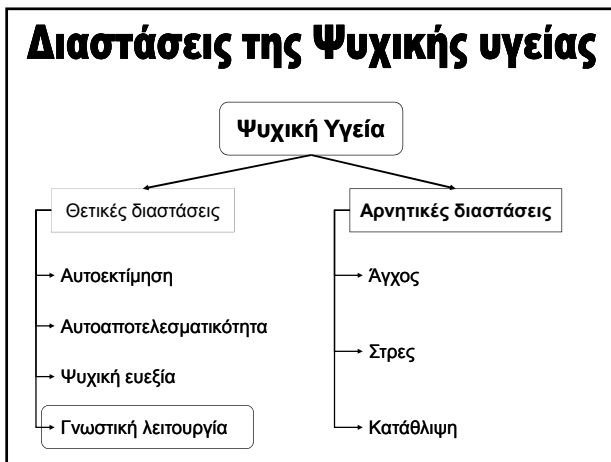 Διαστάσεις της Ψυχικής υγείας
Ψυχική Υγεία
Θετικές διαστάσεις
Αυτοεκτίμηση
Αυτοαποτελεσματικότητα
Ψυχική ευεξία
Γνωστική λειτουργία
Αρνητικές διαστάσεις
Άγχος
Στρες
Κατάθλιψη